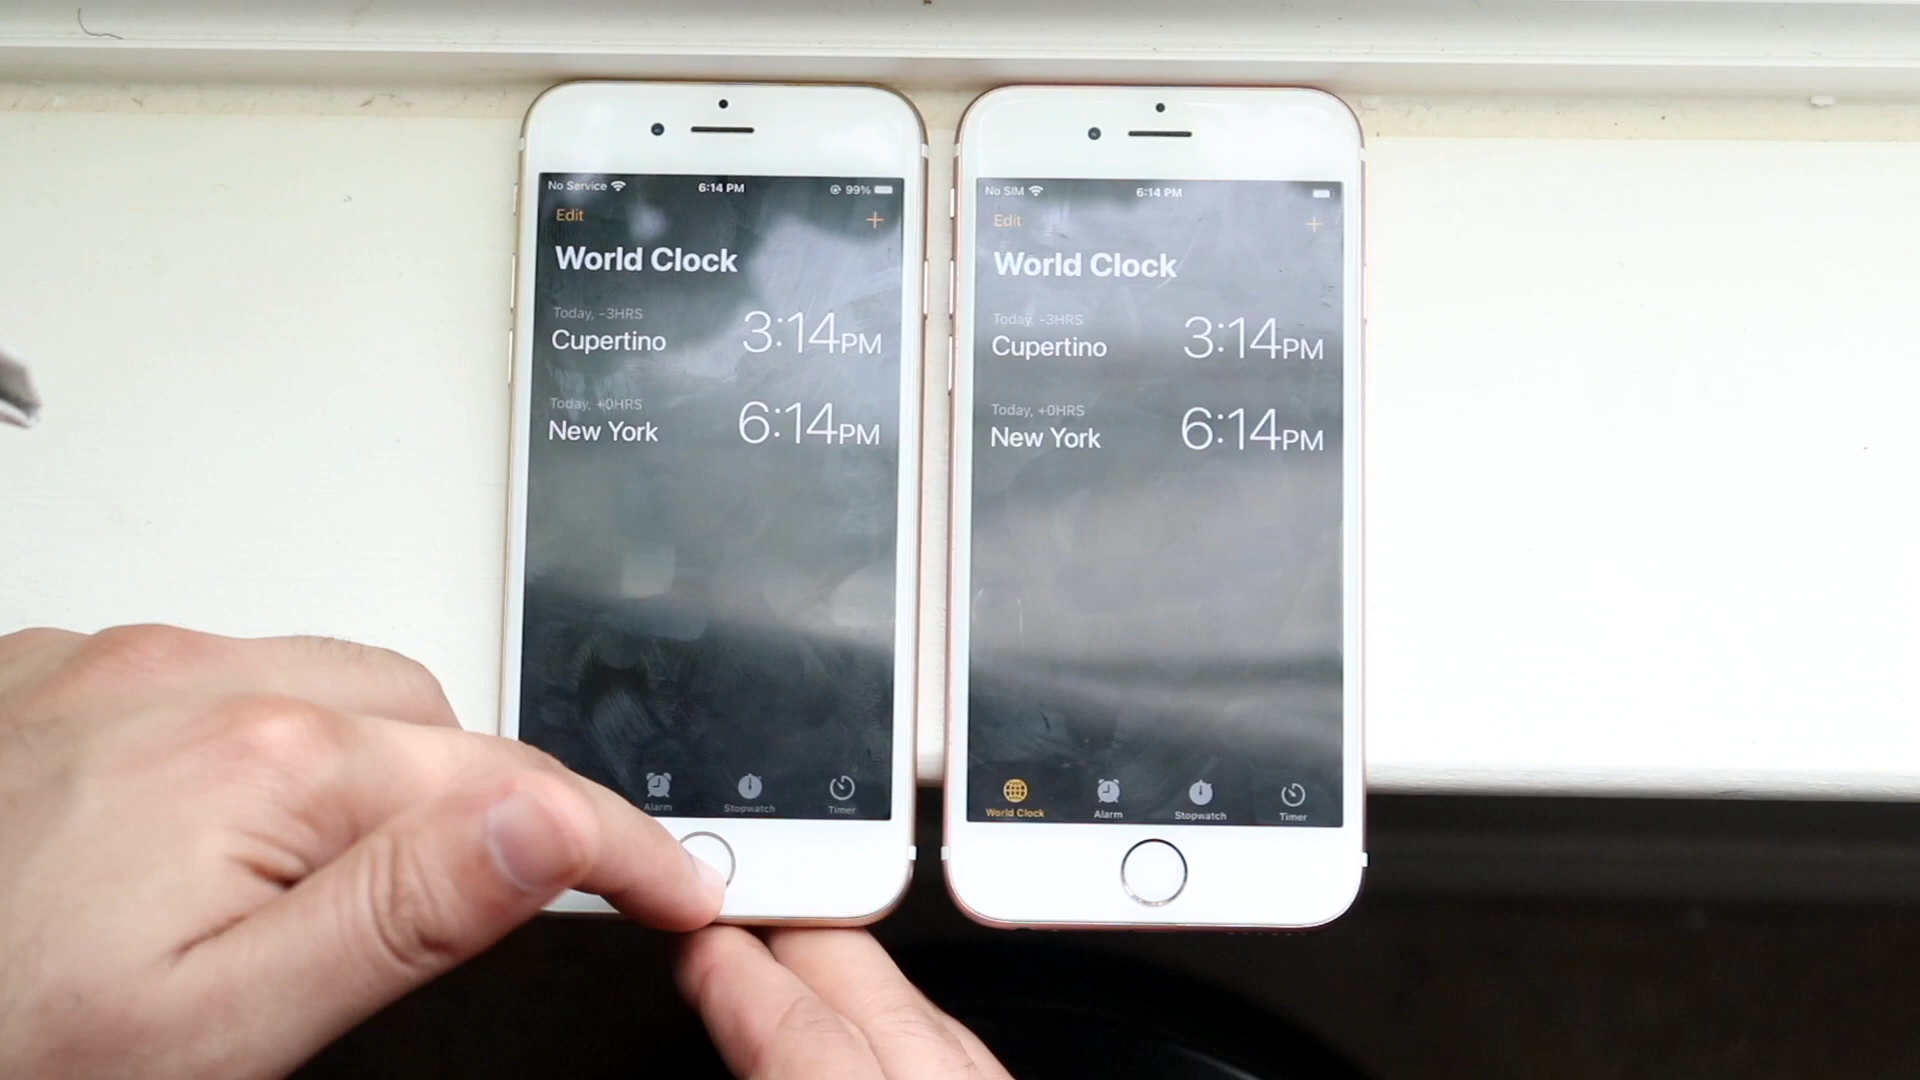 No Service 6:14 PM 99%
Edit +
World Clock
Today, -3HRS
Cupertino 3:14PM
Today, +0HRS
New York 6:14PM
Alarm Stopwatch Timer
No SIM 6:14 PM
Edit +
World Clock
Today, -3HRS
Cupertino 3:14PM
Today, +0HRS
New York 6:14PM
World Clock Alarm Stopwatch Timer